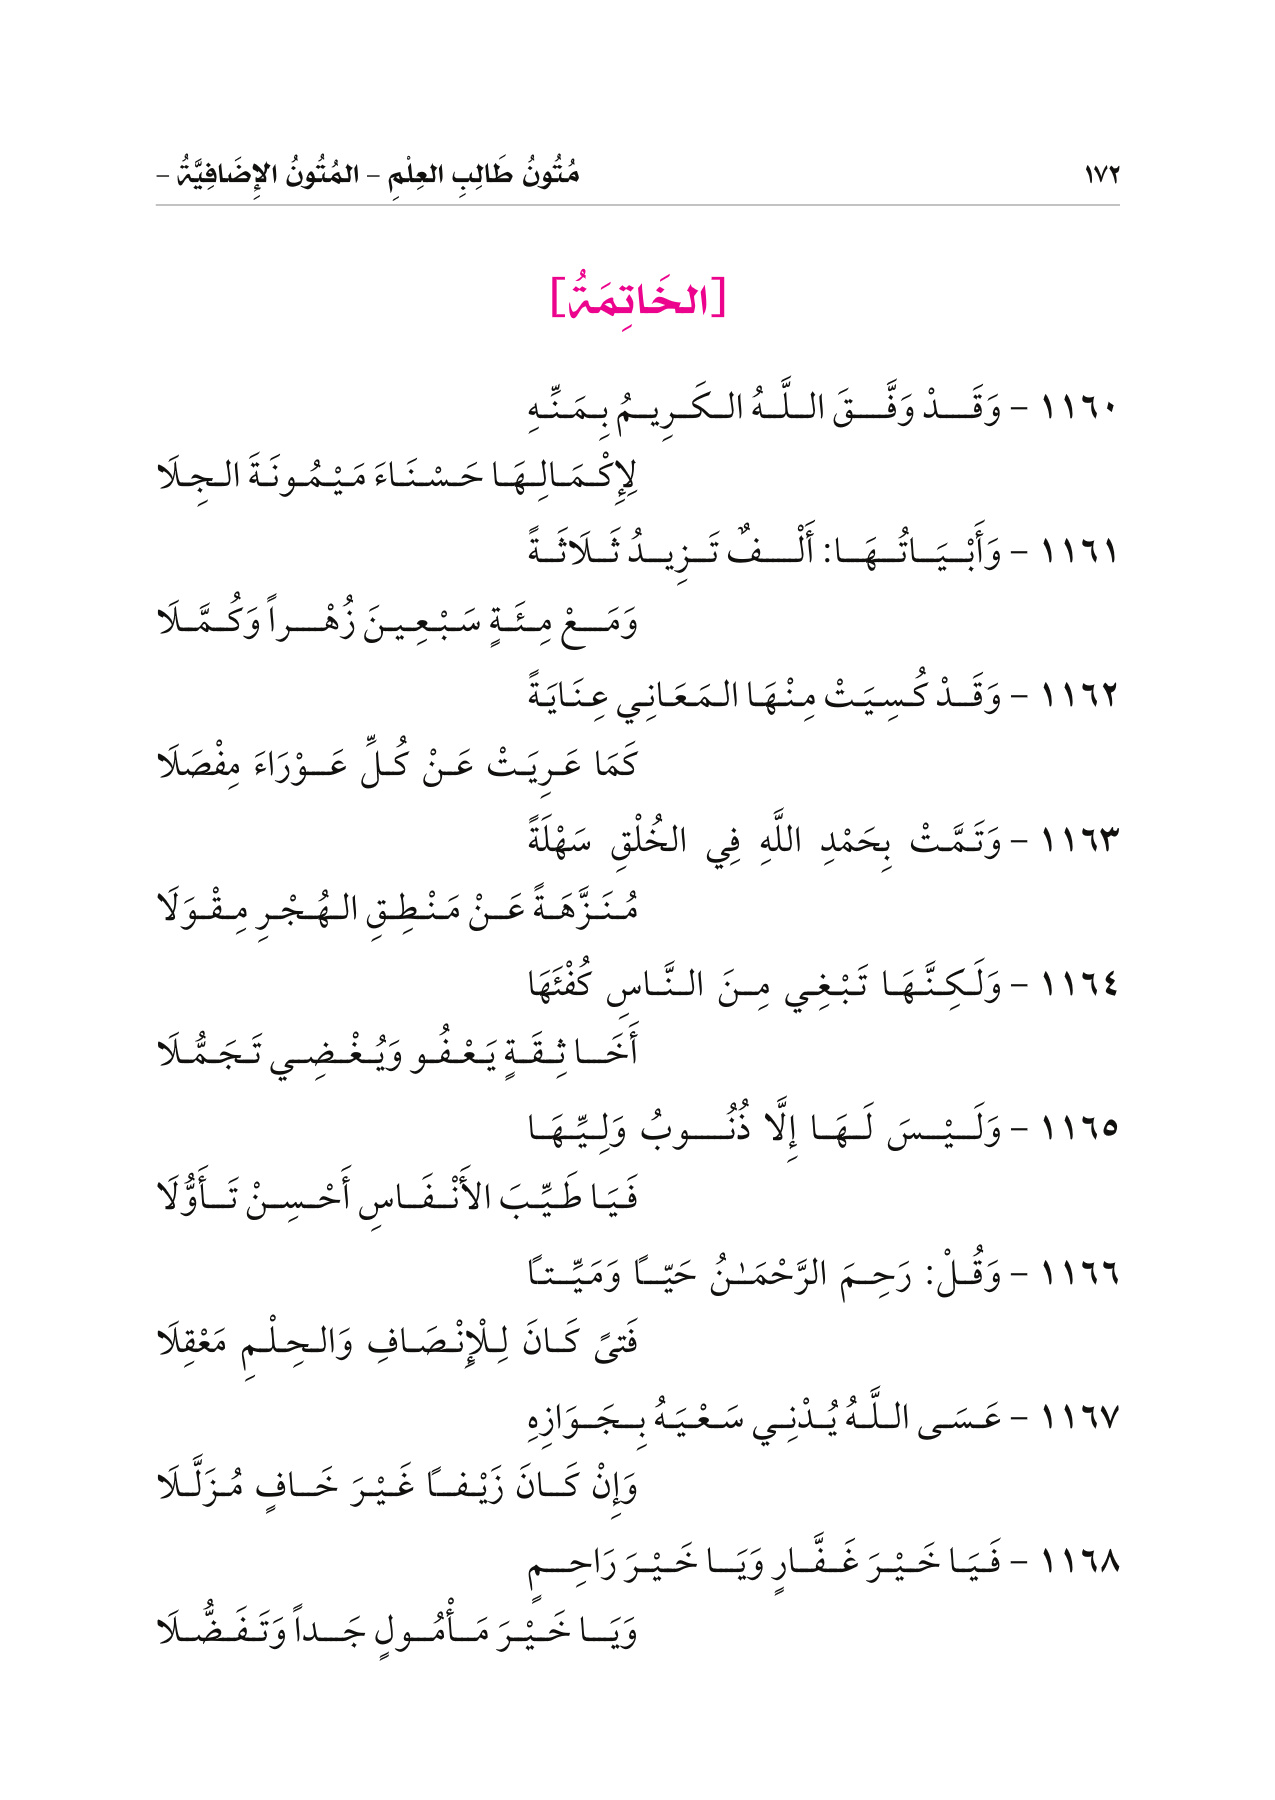 ١٧٢ مُتُونُ طَالِبِ العِلْمِ – المُتُونُ الإِضَافِيَّةُ –
[الخَاتِمَةُ]
١١٦٠ – وَقَدْ وَفَّقَ اللَّهُ الكَرِيمُ بِمَنِّهِ
لِإِكْمَالِهَا حَسْنَاءَ مَيْمُونَةَ الجِلَا
١١٦١ – وَأَبْيَاتُهَا: أَلْفٌ تَزِيدُ ثَلَاثَةً
وَمَعْ مِئَةٍ سَبْعِينَ زُهْراً وَكُمَّلَا
١١٦٢ – وَقَدْ كُسِيَتْ مِنْهَا المَعَانِي عِنَايَةً
كَمَا عَرِيَتْ عَنْ كُلِّ عَوْرَاءَ مِفْصَلَا
١١٦٣ – وَتَمَّتْ بِحَمْدِ اللَّهِ فِي الخُلْقِ سَهْلَةً
مُنَزَّهَةً عَنْ مَنْطِقِ الهُجْرِ مِقْوَلَا
١١٦٤ – وَلَكِنَّهَا تَبْغِي مِنَ النَّاسِ كُفْئَهَا
أَخَا ثِقَةٍ يَعْفُو وَيُغْضِي تَجَمُّلَا
١١٦٥ – وَلَيْسَ لَهَا إِلَّا ذُنُوبُ وَلِيِّهَا
فَيَا طَيِّبَ الأَنْفَاسِ أَحْسِنْ تَأَوُّلَا
١١٦٦ – وَقُلْ: رَحِمَ الرَّحْمَٰنُ حَيّاً وَمَيِّتاً
فَتىً كَانَ لِلْإِنْصَافِ وَالحِلْمِ مَعْقِلَا
١١٦٧ – عَسَى اللَّهُ يُدْنِي سَعْيَهُ بِجَوَازِهِ
وَإِنْ كَانَ زَيْفاً غَيْرَ خَافٍ مُزَلَّلَا
١١٦٨ – فَيَا خَيْرَ غَفَّارٍ وَيَا خَيْرَ رَاحِمٍ
وَيَا خَيْرَ مَأْمُولٍ جَداً وَتَفَضُّلَا